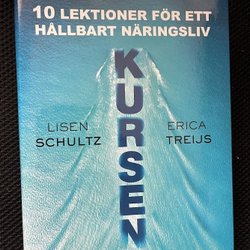 10 LEKTIONER FÖR ETT
HÅLLBART NÄRINGSLIV
KURSEN
LISEN
SCHULTZ
ERICA
TREIJS